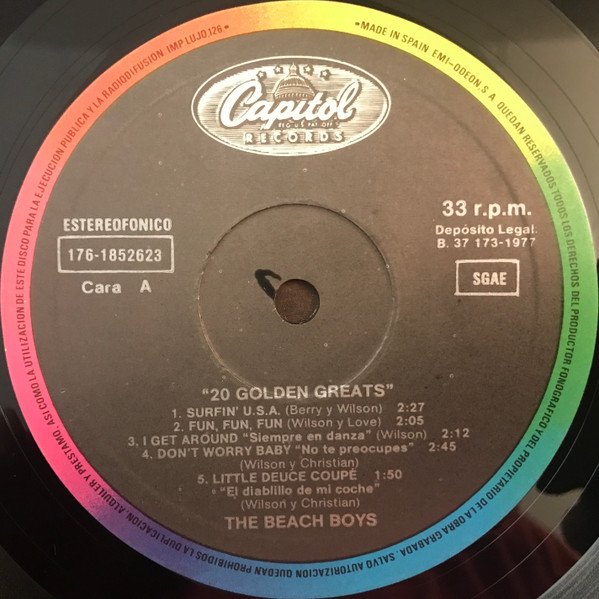 Capitol
REG. U.S. PAT. OFF.
RECORDS
ESTEREOFONICO
176-1852623
Cara A
33 r.p.m.
Depósito Legal.
B. 37 173-1977
SGAE
"20 GOLDEN GREATS"
1. SURFIN' U.S.A. (Berry y Wilson) 2:27
2. FUN, FUN, FUN (Wilson y Love) 2:05
3. I GET AROUND "Siempre en danza" (Wilson) 2:12
4. DON'T WORRY BABY "No te preocupes" 2:45
(Wilson y Christian)
5. LITTLE DEUCE COUPÉ 1:50
"El diablillo de mi coche"
(Wilson y Christian)
THE BEACH BOYS
• MADE IN SPAIN. EMI-ODEON, S. A. QUEDAN RESERVADOS TODOS LOS DERECHOS DEL PRODUCTOR FONOGRAFICO Y DEL PROPIETARIO DE LA OBRA GRABADA. SALVO AUTORIZACION QUEDAN PROHIBIDOS LA DUPLICACION, ALQUILER Y PRESTAMO, ASI COMO LA UTILIZACION DE ESTE DISCO PARA LA EJECUCION PUBLICA Y LA RADIODIFUSION. IMP LUJO, 126 •